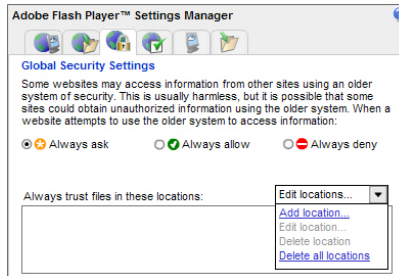 Adobe Flash Player™ Settings Manager
Global Security Settings
Some websites may access information from other sites using an older
system of security. This is usually harmless, but it is possible that some
sites could obtain unauthorized information using the older system. When a
website attempts to use the older system to access information:
Always ask Always allow Always deny
Always trust files in these locations: Edit locations...
Add location...
Edit location...
Delete location
Delete all locations